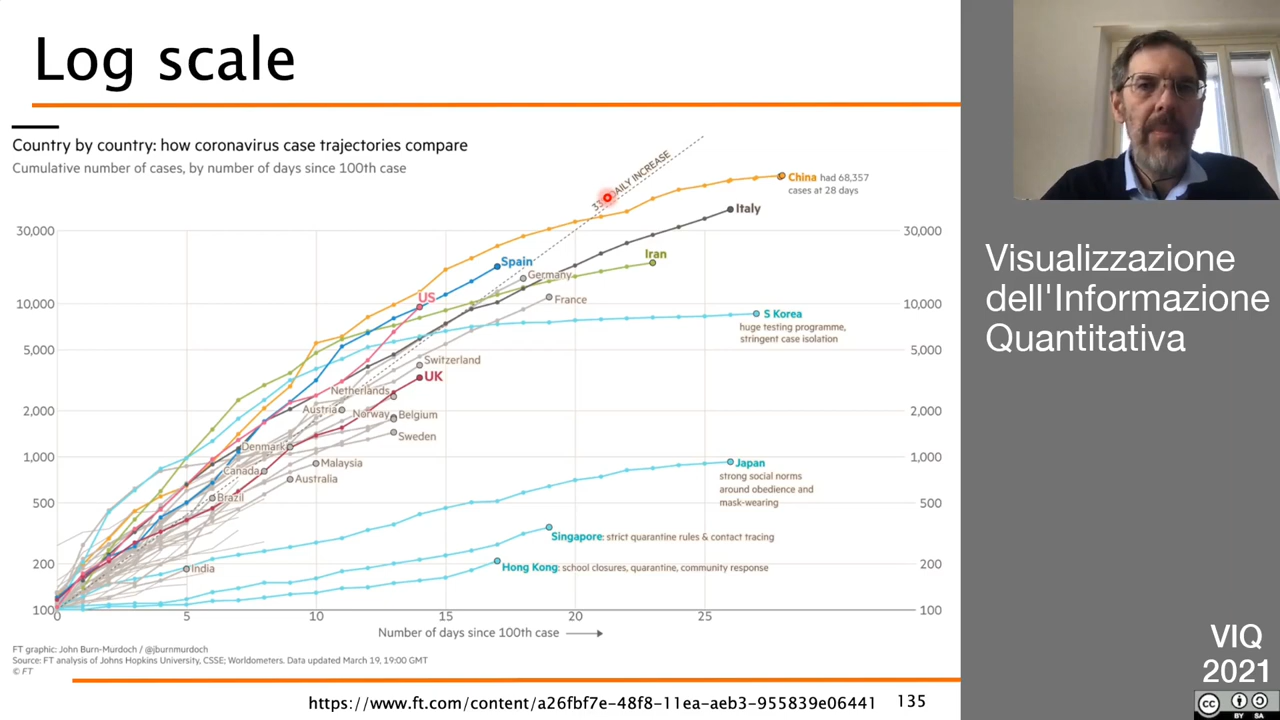 Log scale
Country by country: how coronavirus case trajectories compare
Cumulative number of cases, by number of days since 100th case
DAILY INCREASE
China had 68,357
cases at 28 days
Italy
30,000
30,000
Iran
Spain
Germany
US
France
10,000
10,000
S Korea
huge testing programme,
stringent case isolation
5,000
5,000
Switzerland
UK
Netherlands
2,000
Austria
Norway
Belgium
2,000
Sweden
Denmark
1,000
1,000
Canada
Malaysia
Japan
strong social norms
around obedience and
mask-wearing
Australia
Brazil
500
500
Singapore: strict quarantine rules & contact tracing
200
200
India
Hong Kong: school closures, quarantine, community response
100
100
0
5
10
15
20
25
Number of days since 100th case
FT graphic: John Burn-Murdoch / @jburnmurdoch
Source: FT analysis of Johns Hopkins University, CSSE; Worldometers. Data updated March 19, 19:00 GMT
© FT
https://www.ft.com/content/a26fbf7e-48f8-11ea-aeb3-955839e06441
135
Visualizzazione
dell'Informazione
Quantitativa
VIQ
2021
cc
BY SA